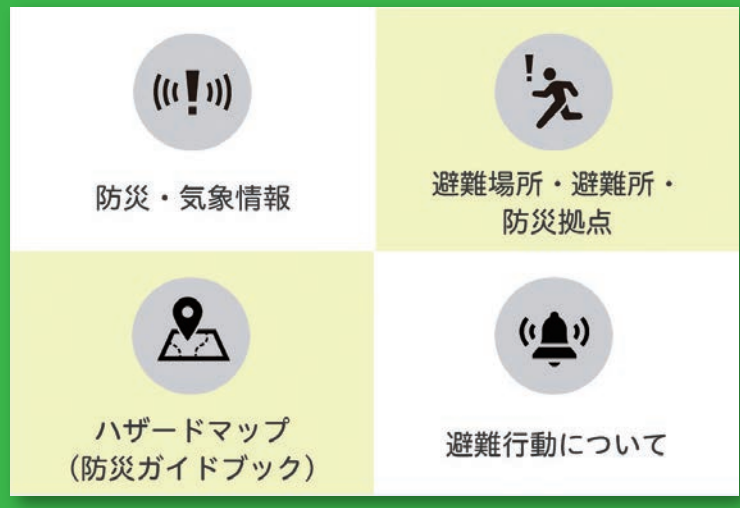 防災・気象情報
避難場所・避難所・
防災拠点
ハザードマップ
(防災ガイドブック)
避難行動について